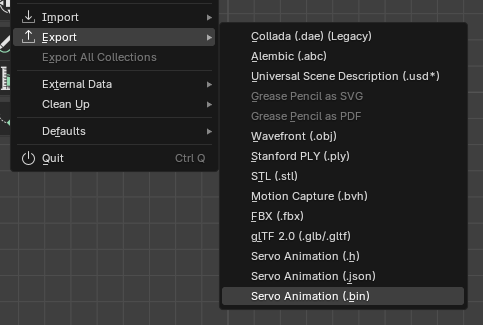 Import
Export
Export All Collections
External Data
Clean Up
Defaults
Quit Ctrl Q
Collada (.dae) (Legacy)
Alembic (.abc)
Universal Scene Description (.usd*)
Grease Pencil as SVG
Grease Pencil as PDF
Wavefront (.obj)
Stanford PLY (.ply)
STL (.stl)
Motion Capture (.bvh)
FBX (.fbx)
glTF 2.0 (.glb/.gltf)
Servo Animation (.h)
Servo Animation (.json)
Servo Animation (.bin)